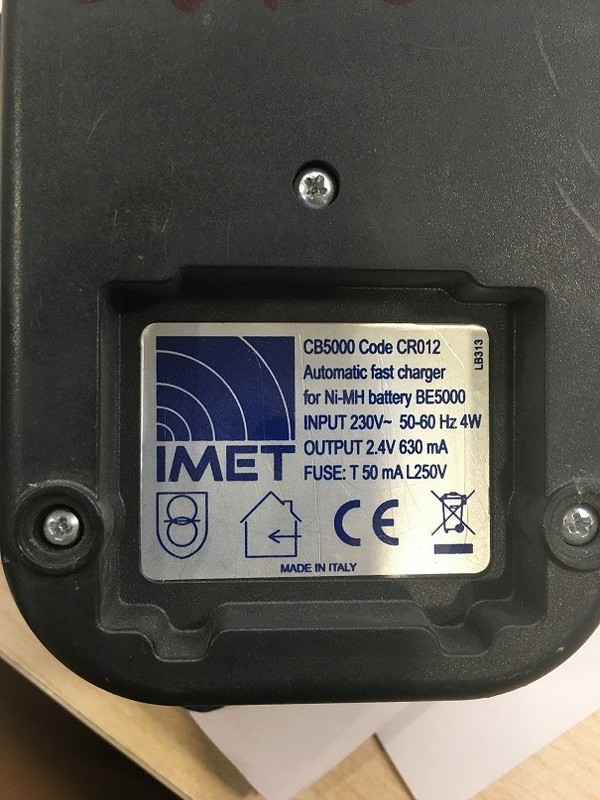 CB5000 Code CR012
Automatic fast charger
for Ni-MH battery BE5000
INPUT 230V~ 50-60 Hz 4W
OUTPUT 2.4V 630 mA
FUSE: T 50 mA L250V
LB313
IMET
CE
MADE IN ITALY